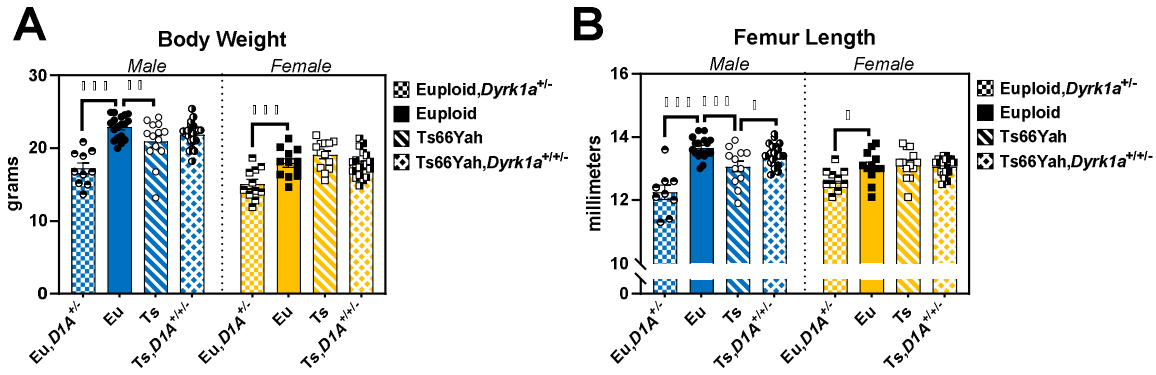 A
Body Weight
Male
Female
30
20
10
0
grams
Eu,D1A+/-
Eu
Ts
Ts,D1A+/+/-
Eu,D1A+/-
Eu
Ts
Ts,D1A+/+/-
Euploid,Dyrk1a+/-
Euploid
Ts66Yah
Ts66Yah,Dyrk1a+/+/-
B
Femur Length
Male
Female
16
14
12
10
0
millimeters
Eu,D1A+/-
Eu
Ts
Ts,D1A+/+/-
Eu,D1A+/-
Eu
Ts
Ts,D1A+/+/-
Euploid,Dyrk1a+/-
Euploid
Ts66Yah
Ts66Yah,Dyrk1a+/+/-